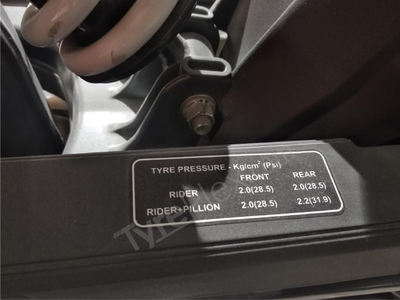 TYRE PRESSURE - Kg/cm² (Psi)
FRONT REAR
RIDER 2.0(28.5) 2.0(28.5)
RIDER+PILLION 2.0(28.5) 2.2(31.9)